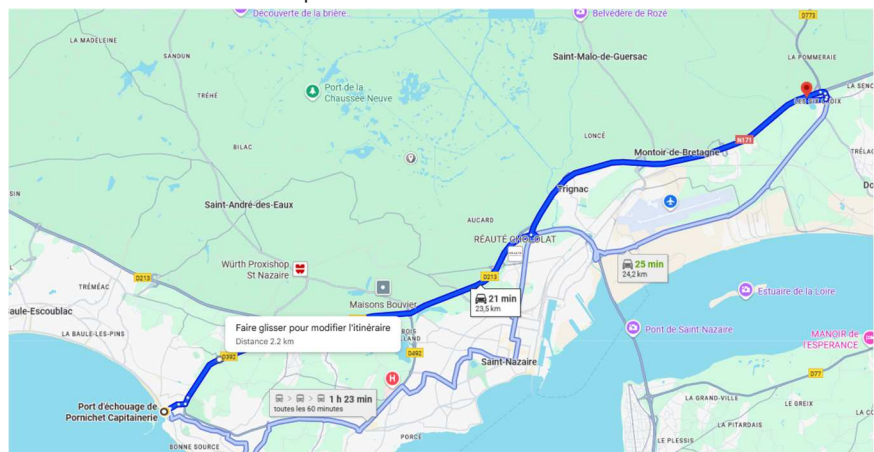 Découverte de la brière...
Belvédère de Rozé
D773
LA MADELEINE
SANDUN
Saint-Malo-de-Guersac
LA POMMERAIE
TRÉHÉ
Port de la
Chaussée Neuve
LONCÉ
N171
BILAC
Montoir-de-Bretagne
Trignac
Saint-André-des-Eaux
AUCARD
RÉAUTÉ CHOCOLAT
Würth Proxishop
St Nazaire
D213
TRÉMÉAC
D213
25 min
24,2 km
Maisons Bouvier
21 min
23,5 km
Estuaire de la Loire
LA BAULE-LES-PINS
Faire glisser pour modifier l'itinéraire
Distance 2.2 km
D392
D492
Pont de Saint-Nazaire
MANOIR de
l'ESPERANCE
Saint-Nazaire
H
D77
1 h 23 min
toutes les 60 minutes
Port d'échouage de
Pornichet Capitainerie
LA GRAND-VILLE
LE GREIX
LA PITARDAIS
PORCÉ
LE PLESSIS
BONNE SOURCE